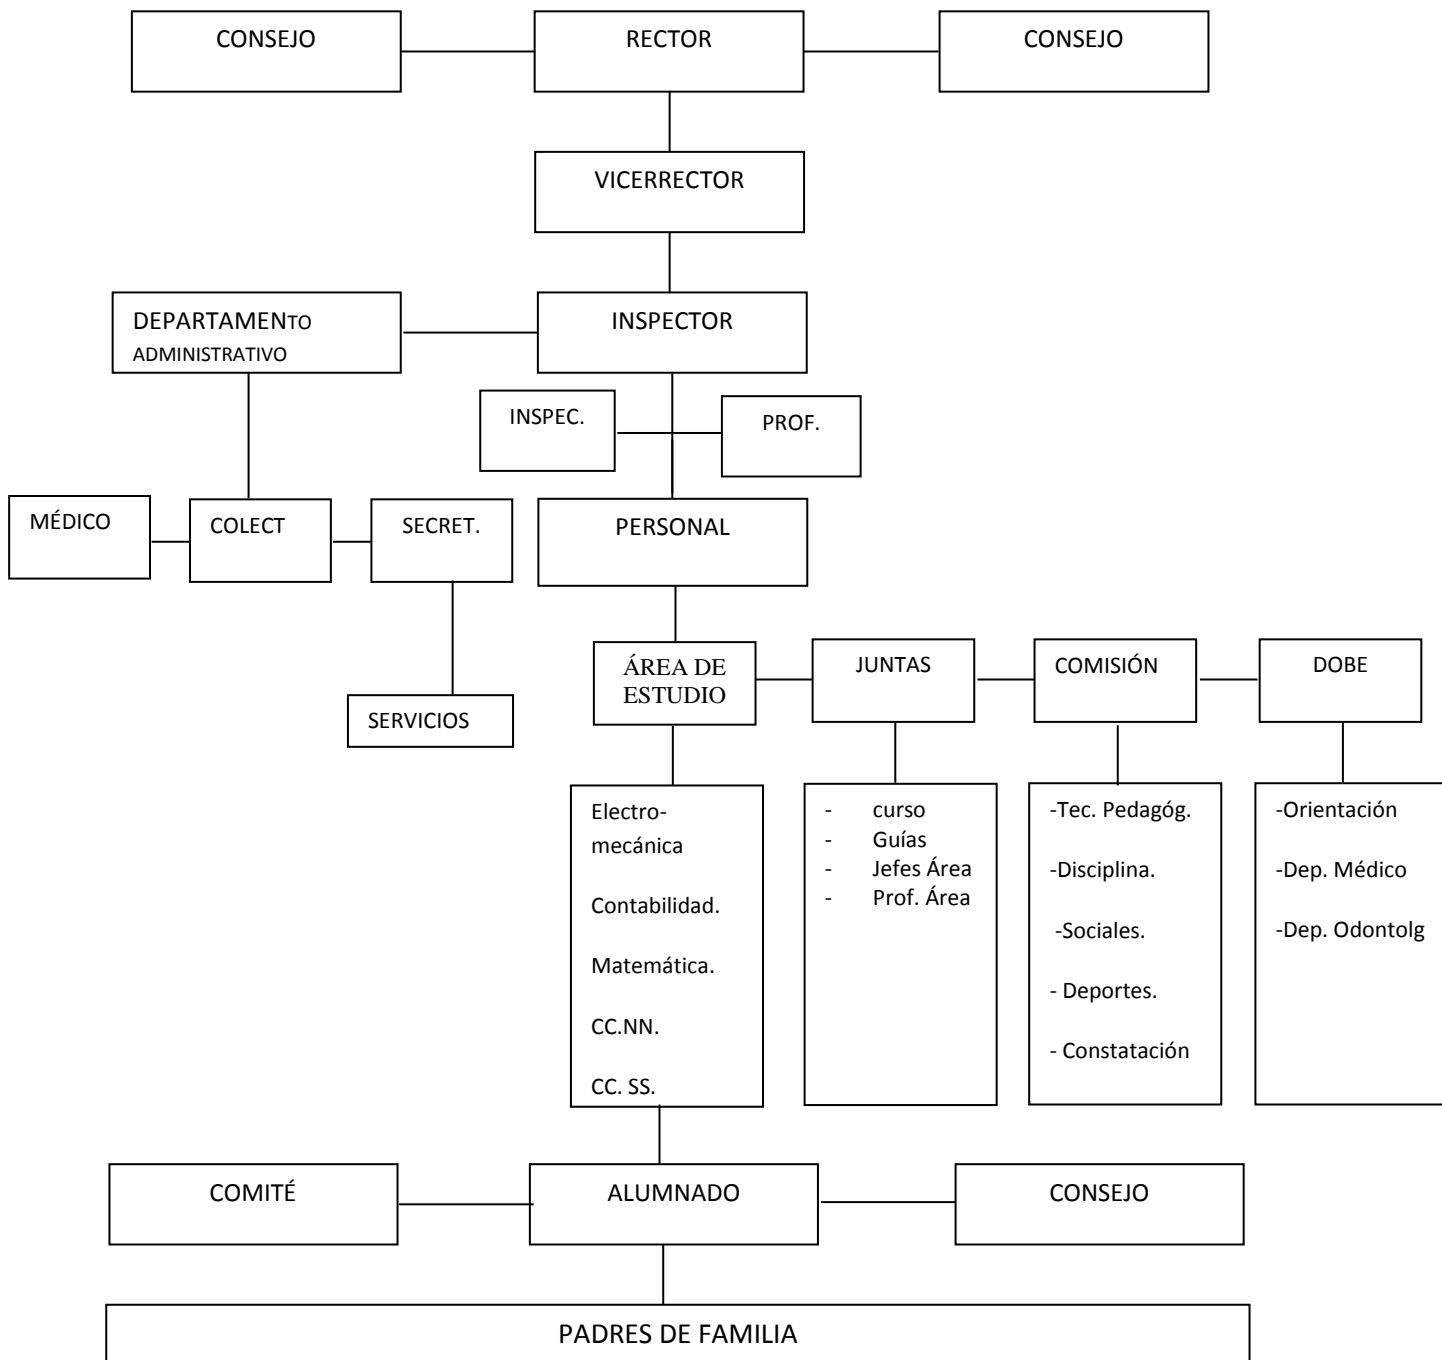 CONSEJO
RECTOR
CONSEJO
VICERRECTOR
DEPARTAMENTO
ADMINISTRATIVO
INSPECTOR
INSPEC.
PROF.
MÉDICO
COLECT
SECRET.
PERSONAL
SERVICIOS
ÁREA DE
ESTUDIO
JUNTAS
COMISIÓN
DOBE
Electro-
mecánica
Contabilidad.
Matemática.
CC.NN.
CC. SS.
- curso
- Guías
- Jefes Área
- Prof. Área
-Tec. Pedagóg.
-Disciplina.
-Sociales.
- Deportes.
- Constatación
-Orientación
-Dep. Médico
-Dep. Odontolg
COMITÉ
ALUMNADO
CONSEJO
PADRES DE FAMILIA